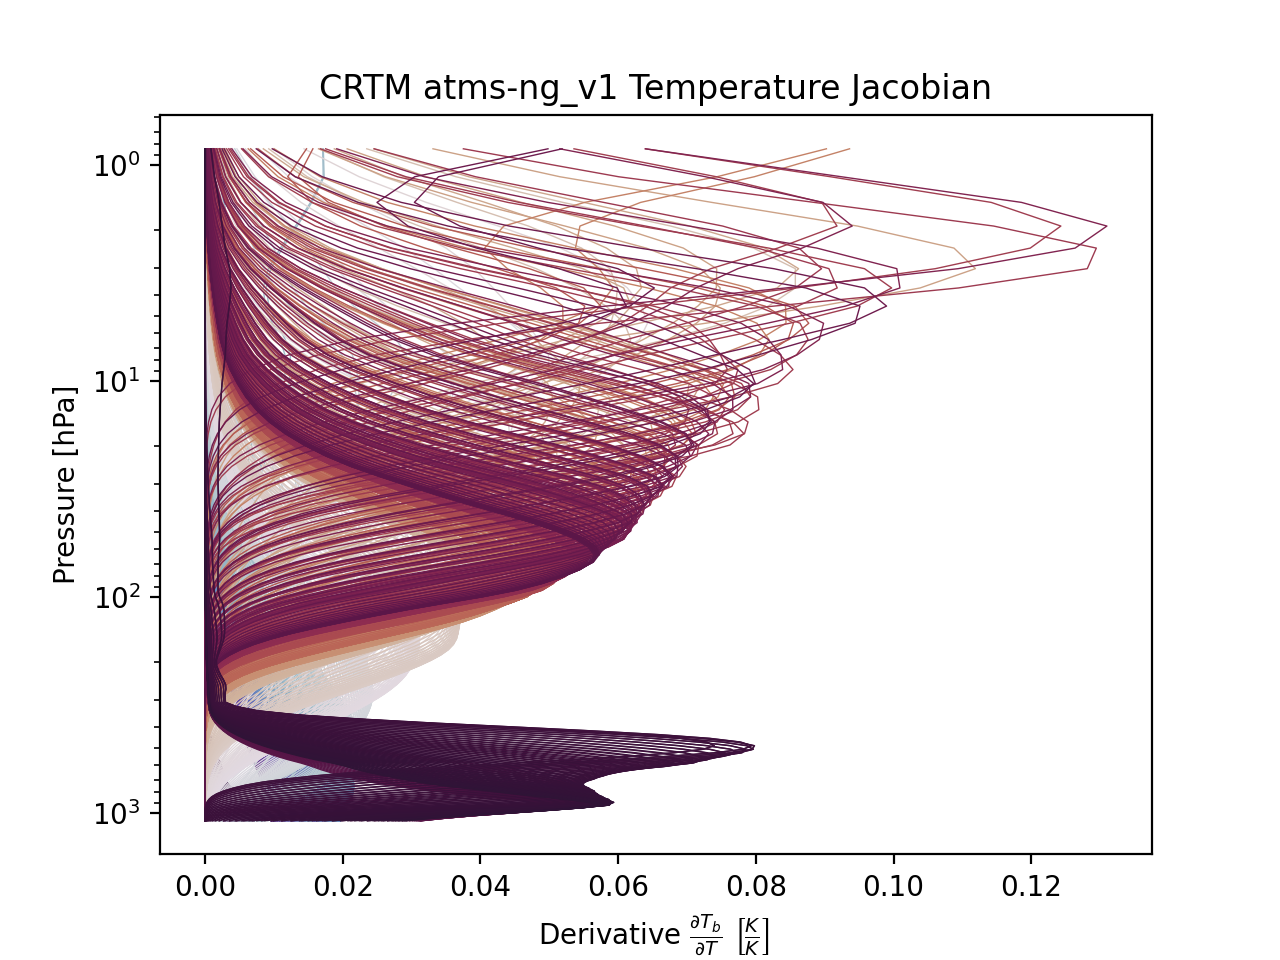 CRTM atms-ng_v1 Temperature Jacobian
10⁰
10¹
10²
10³
Pressure [hPa]
0.00 0.02 0.04 0.06 0.08 0.10 0.12
Derivative ∂T_b/∂T [K/K]